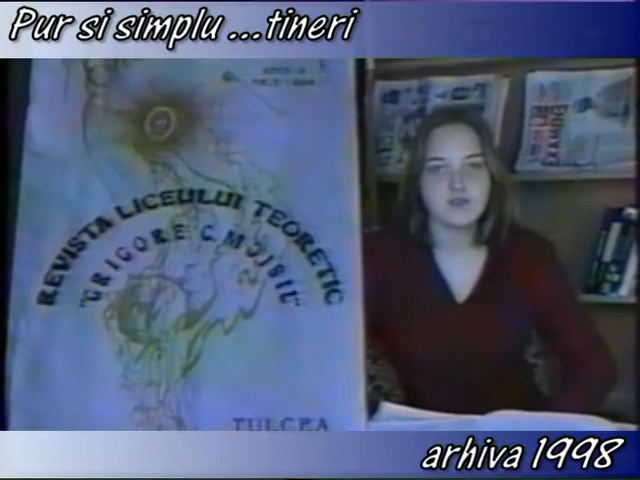 Pur si simplu ...tineri
REVISTA LICEULUI TEORETIC
"GRIGORE C. MOISIL"
TULCEA
arhiva 1998